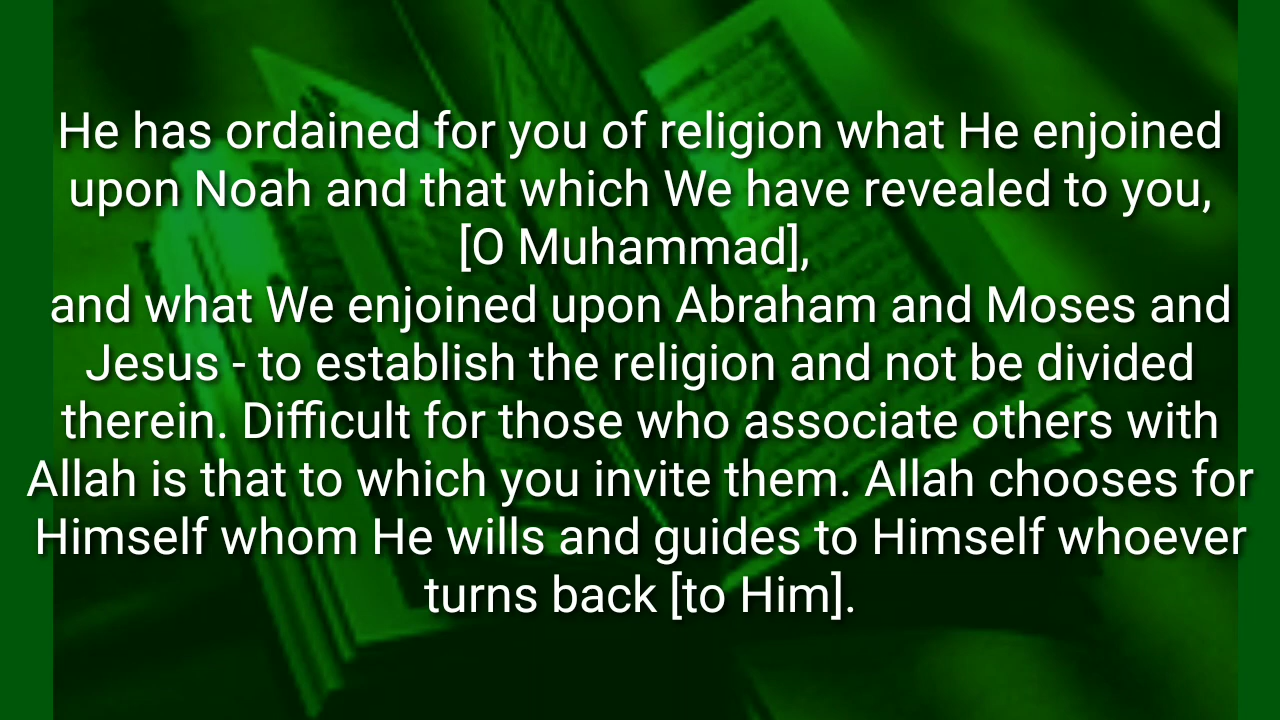 He has ordained for you of religion what He enjoined
upon Noah and that which We have revealed to you,
[O Muhammad],
and what We enjoined upon Abraham and Moses and
Jesus - to establish the religion and not be divided
therein. Difficult for those who associate others with
Allah is that to which you invite them. Allah chooses for
Himself whom He wills and guides to Himself whoever
turns back [to Him].